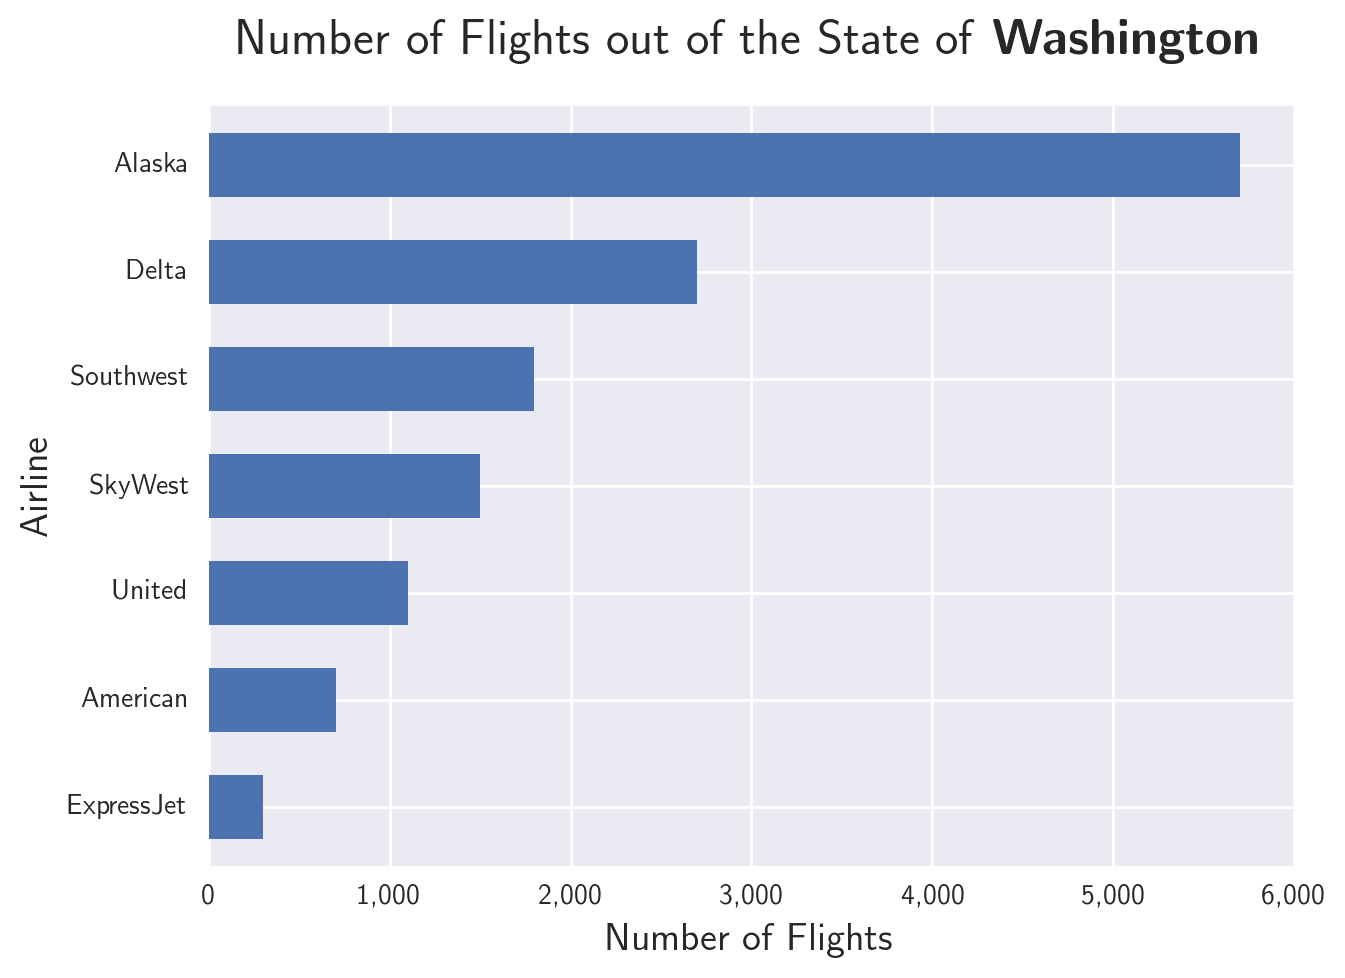 Number of Flights out of the State of Washington
Alaska
Delta
Southwest
SkyWest
United
American
ExpressJet
Airline
0 1,000 2,000 3,000 4,000 5,000 6,000
Number of Flights